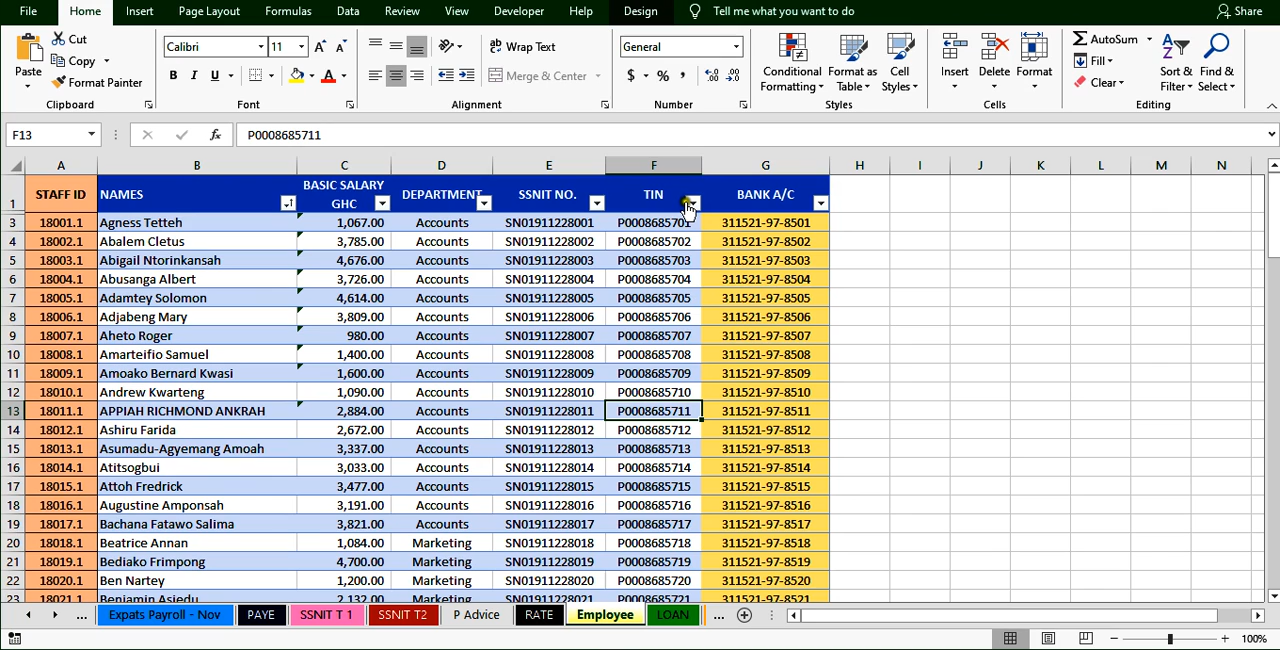 File Home Insert Page Layout Formulas Data Review View Developer Help Design Tell me what you want to do Share
Paste Cut Copy Format Painter Clipboard
Calibri 11 A A B I U A Font
Wrap Text Merge & Center Alignment
General $ % , Number
Conditional Formatting Format as Table Cell Styles Styles
Insert Delete Format Cells
AutoSum Fill Clear Sort & Filter Find & Select Editing
F13 fx P0008685711
A B C D E F G H I J K L M N
1 STAFF ID NAMES BASIC SALARY GHC DEPARTMENT SSNIT NO. TIN BANK A/C
3 18001.1 Agness Tetteh 1,067.00 Accounts SN01911228001 P0008685701 311521-97-8501
4 18002.1 Abalem Cletus 3,785.00 Accounts SN01911228002 P0008685702 311521-97-8502
5 18003.1 Abigail Ntorinkansah 4,676.00 Accounts SN01911228003 P0008685703 311521-97-8503
6 18004.1 Abusanga Albert 3,726.00 Accounts SN01911228004 P0008685704 311521-97-8504
7 18005.1 Adamtey Solomon 4,614.00 Accounts SN01911228005 P0008685705 311521-97-8505
8 18006.1 Adjabeng Mary 3,809.00 Accounts SN01911228006 P0008685706 311521-97-8506
9 18007.1 Aheto Roger 980.00 Accounts SN01911228007 P0008685707 311521-97-8507
10 18008.1 Amarteifio Samuel 1,400.00 Accounts SN01911228008 P0008685708 311521-97-8508
11 18009.1 Amoako Bernard Kwasi 1,600.00 Accounts SN01911228009 P0008685709 311521-97-8509
12 18010.1 Andrew Kwarteng 1,090.00 Accounts SN01911228010 P0008685710 311521-97-8510
13 18011.1 APPIAH RICHMOND ANKRAH 2,884.00 Accounts SN01911228011 P0008685711 311521-97-8511
14 18012.1 Ashiru Farida 2,672.00 Accounts SN01911228012 P0008685712 311521-97-8512
15 18013.1 Asumadu-Agyemang Amoah 3,337.00 Accounts SN01911228013 P0008685713 311521-97-8513
16 18014.1 Atitsogbui 3,033.00 Accounts SN01911228014 P0008685714 311521-97-8514
17 18015.1 Attoh Fredrick 3,477.00 Accounts SN01911228015 P0008685715 311521-97-8515
18 18016.1 Augustine Amponsah 3,191.00 Accounts SN01911228016 P0008685716 311521-97-8516
19 18017.1 Bachana Fatawo Salima 3,821.00 Accounts SN01911228017 P0008685717 311521-97-8517
20 18018.1 Beatrice Annan 1,084.00 Marketing SN01911228018 P0008685718 311521-97-8518
21 18019.1 Bediako Frimpong 4,700.00 Marketing SN01911228019 P0008685719 311521-97-8519
22 18020.1 Ben Nartey 1,200.00 Marketing SN01911228020 P0008685720 311521-97-8520
23 18021.1 Benjamin Asiedu 2,132.00 Marketing SN01911228021 P0008685721 311521-97-8521
... Expats Payroll - Nov PAYE SSNIT T 1 SSNIT T2 P Advice RATE Employee LOAN ...
100%